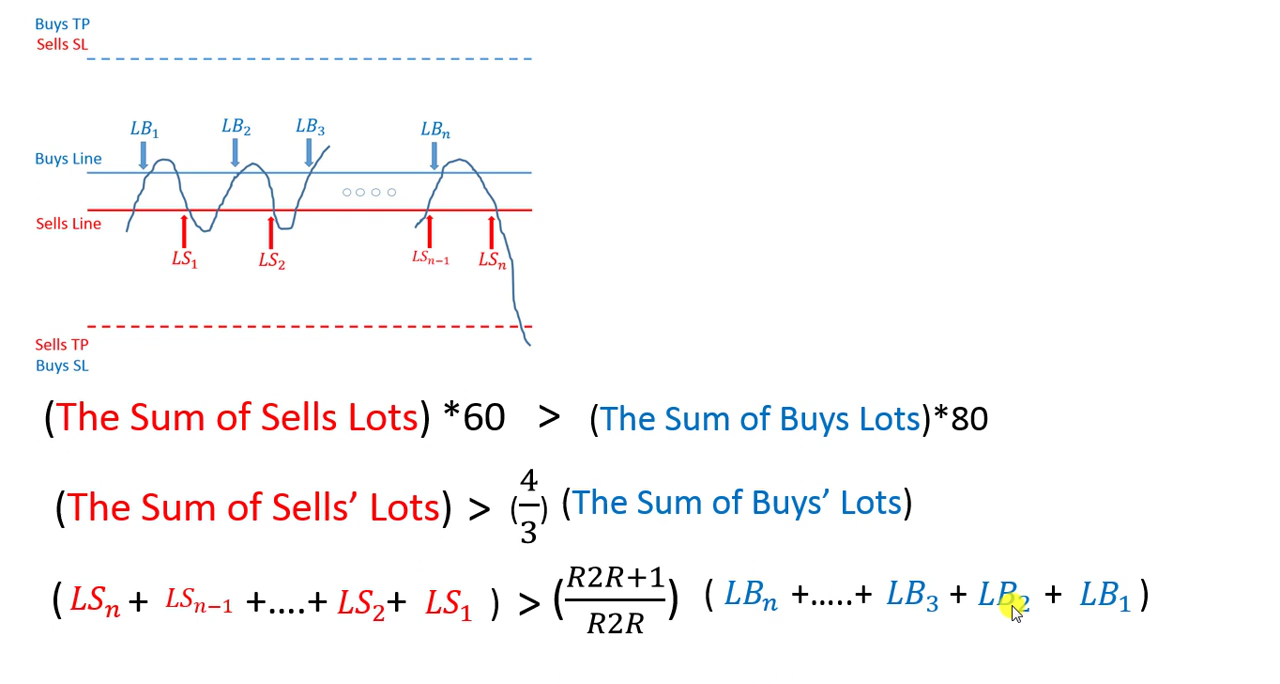 Buys TP
Sells SL
LB₁ LB₂ LB₃ LBₙ
Buys Line
Sells Line
LS₁ LS₂ LSₙ₋₁ LSₙ
Sells TP
Buys SL
(The Sum of Sells Lots) *60 > (The Sum of Buys Lots)*80
(The Sum of Sells' Lots) > (4/3) (The Sum of Buys' Lots)
(LSₙ + LSₙ₋₁ +....+ LS₂+ LS₁ ) > (R2R+1/R2R) ( LBₙ +.....+ LB₃ + LB₂ + LB₁ )